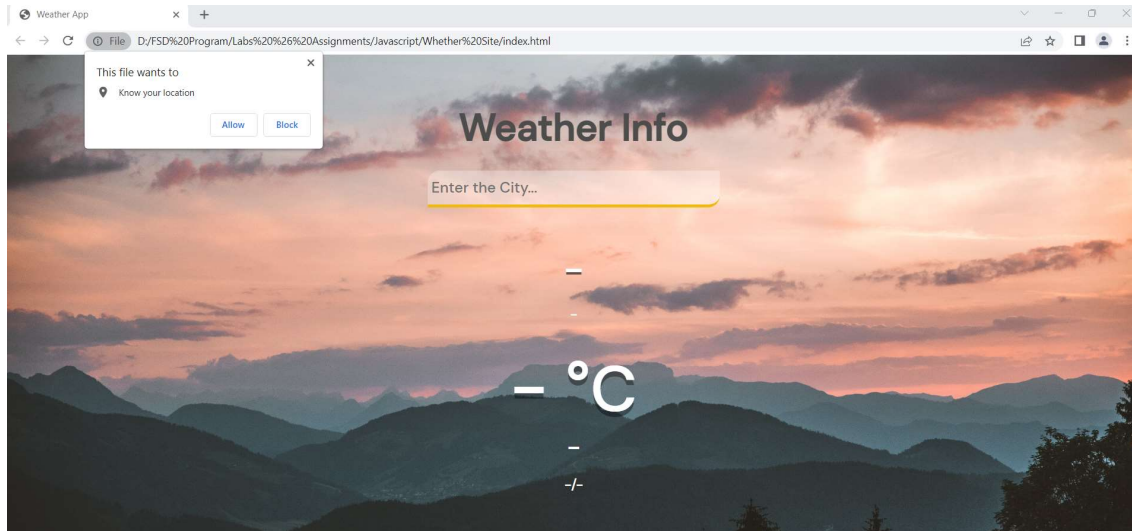 Weather App
File D:/FSD%20Program/Labs%20%26%20Assignments/Javascript/Whether%20Site/index.html
This file wants to
Know your location
Allow Block
Weather Info
Enter the City...
-
-
- °C
-
-/-